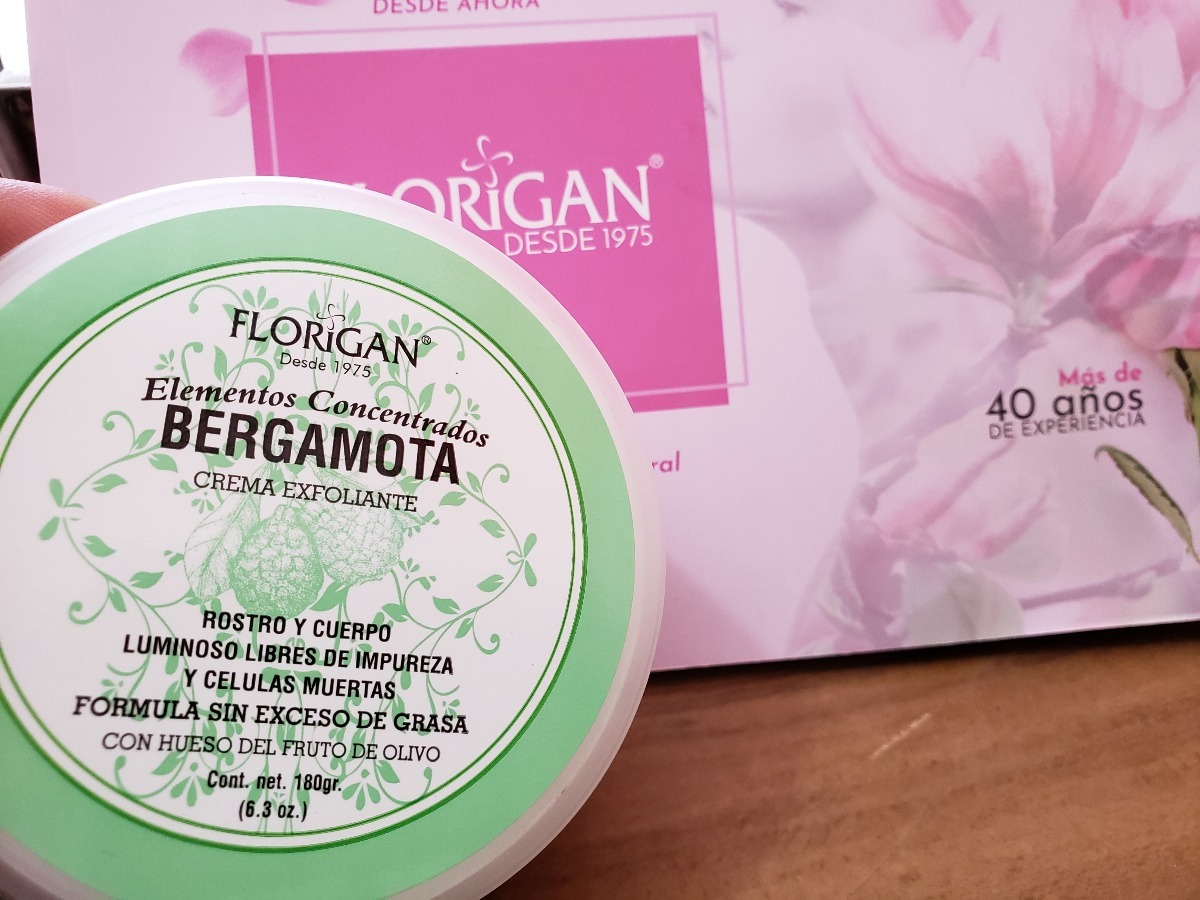 DESDE AHORA
LORiGAN®
DESDE 1975
Más de
40 años
DE EXPERIENCIA
ral
FLORiGAN®
Desde 1975
Elementos Concentrados
BERGAMOTA
CREMA EXFOLIANTE
ROSTRO Y CUERPO
LUMINOSO LIBRES DE IMPUREZA
Y CELULAS MUERTAS
FORMULA SIN EXCESO DE GRASA
CON HUESO DEL FRUTO DE OLIVO
Cont. net. 180gr.
(6.3 oz.)